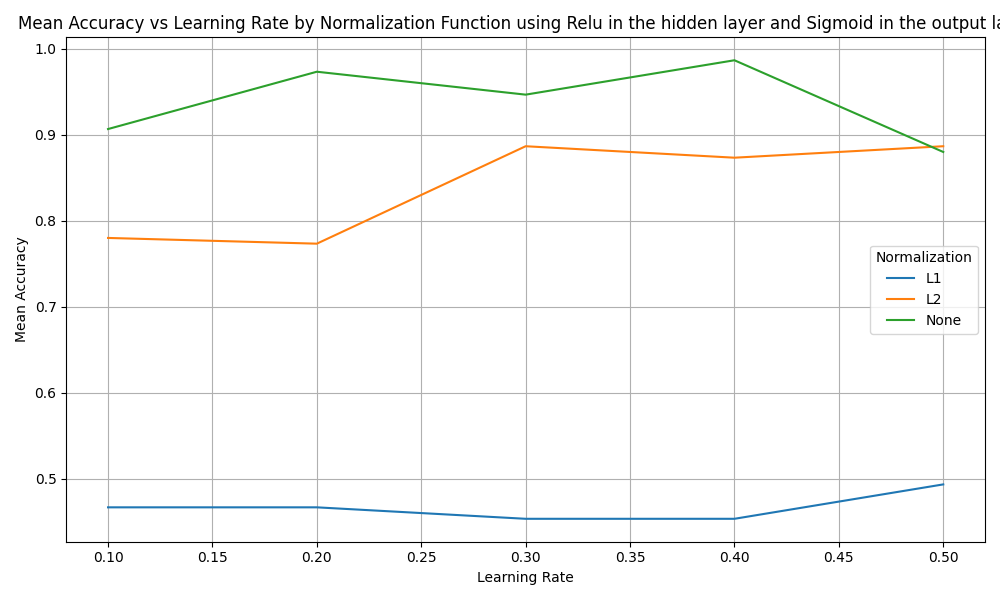 Mean Accuracy vs Learning Rate by Normalization Function using Relu in the hidden layer and Sigmoid in the output
1.0
0.9
0.8
0.7
0.6
0.5
Mean Accuracy
Normalization
L1
L2
None
0.10 0.15 0.20 0.25 0.30 0.35 0.40 0.45 0.50
Learning Rate